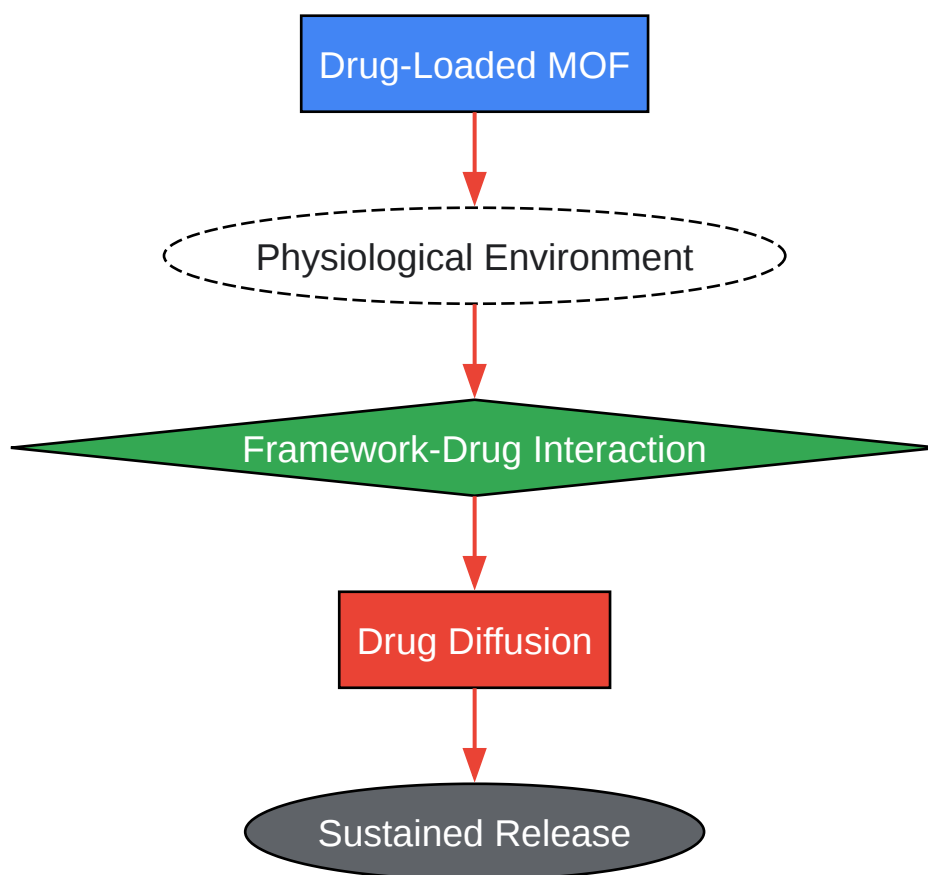 Drug-Loaded MOF
Physiological Environment
Framework-Drug Interaction
Drug Diffusion
Sustained Release